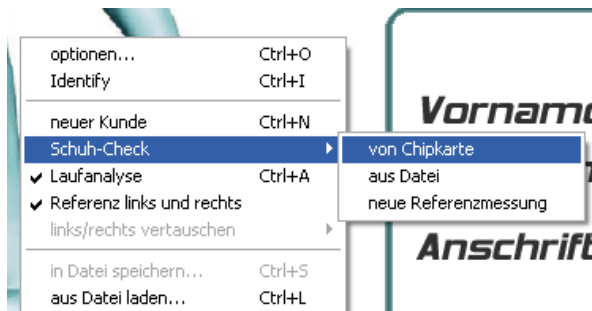 optionen... Ctrl+O
Identify Ctrl+I
neuer Kunde Ctrl+N
Schuh-Check
Laufanalyse Ctrl+A
Referenz links und rechts
links/rechts vertauschen
in Datei speichern... Ctrl+S
aus Datei laden... Ctrl+L
von Chipkarte
aus Datei
neue Referenzmessung
Vorname
Anschrift